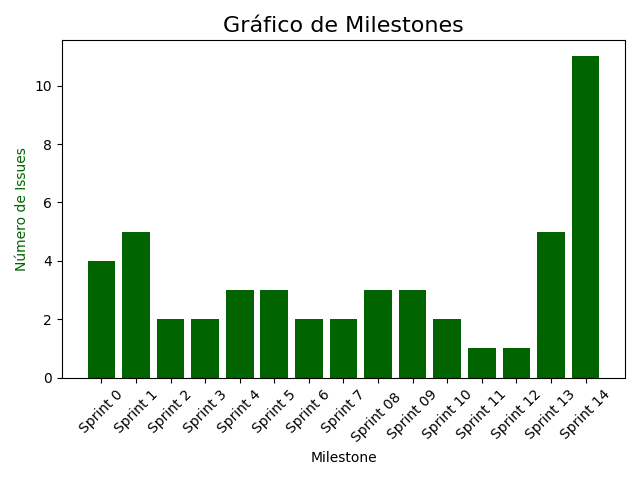 Gráfico de Milestones
Número de Issues
10
8
6
4
2
0
Sprint 0
Sprint 1
Sprint 2
Sprint 3
Sprint 4
Sprint 5
Sprint 6
Sprint 7
Sprint 08
Sprint 09
Sprint 10
Sprint 11
Sprint 12
Sprint 13
Sprint 14
Milestone